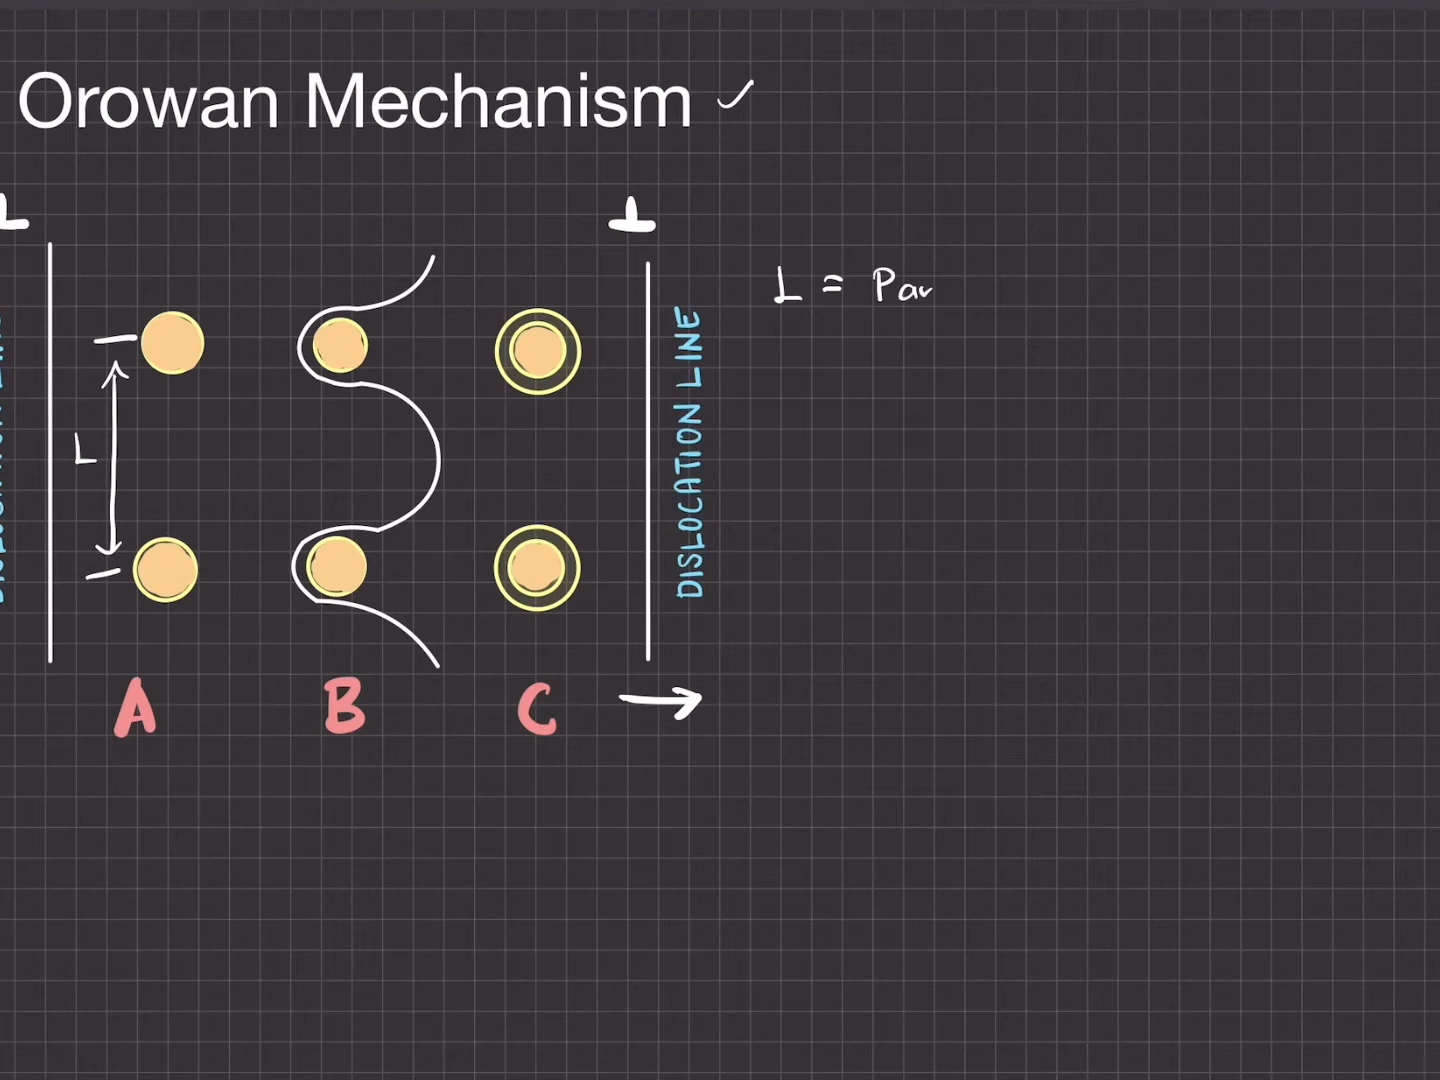 Orowan Mechanism ✓
L = Par
L
DISLOCATION LINE
A B C